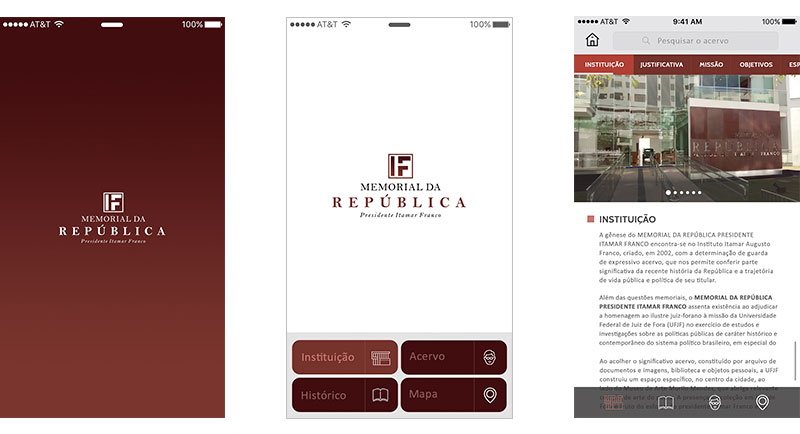 AT&T 100%
IF
MEMORIAL DA
REPÚBLICA
Presidente Itamar Franco
AT&T 100%
IF
MEMORIAL DA
REPÚBLICA
Presidente Itamar Franco
Instituição
Acervo
Histórico
Mapa
AT&T 9:41 AM 100%
Pesquisar o acervo
INSTITUIÇÃO JUSTIFICATIVA MISSÃO OBJETIVOS ESP
REPÚBLICA
INSTITUIÇÃO
A gênese do MEMORIAL DA REPÚBLICA PRESIDENTE
ITAMAR FRANCO encontra-se no Instituto Itamar Augusto
Franco, criado, em 2002, com a determinação de guarda
de expressivo acervo, que nos permite conferir parte
significativa da recente história da República e a trajetória
de vida pública e política de seu titular.
Além das questões memoriais, o MEMORIAL DA REPÚBLICA
PRESIDENTE ITAMAR FRANCO assenta existência ao adjudicar
a homenagem ao ilustre juiz-forano à missão da Universidade
Federal de Juiz de Fora (UFJF) no exercício de estudos e
investigações sobre as políticas públicas de caráter histórico e
contemporâneo do sistema político brasileiro, em especial do
Ao acolher o significativo acervo, constituído por arquivo de
documentos e imagens, biblioteca e objetos pessoais, a UFJF
construiu um espaço específico, no centro da cidade, ao